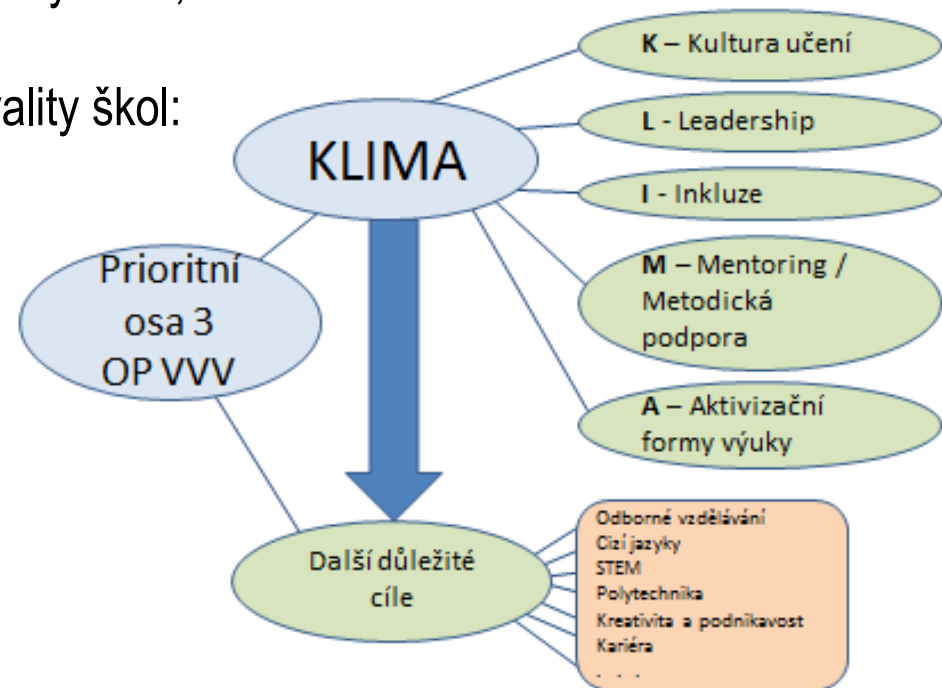 vality škol:
KLIMA
K – Kultura učení
L - Leadership
I - Inkluze
M – Mentoring /
Metodická
podpora
A – Aktivizační
formy výuky
Prioritní
osa 3
OP VVV
Další důležité
cíle
Odborné vzdělávání
Cizí jazyky
STEM
Polytechnika
Kreativita a podnikavost
Kariéra
. . .